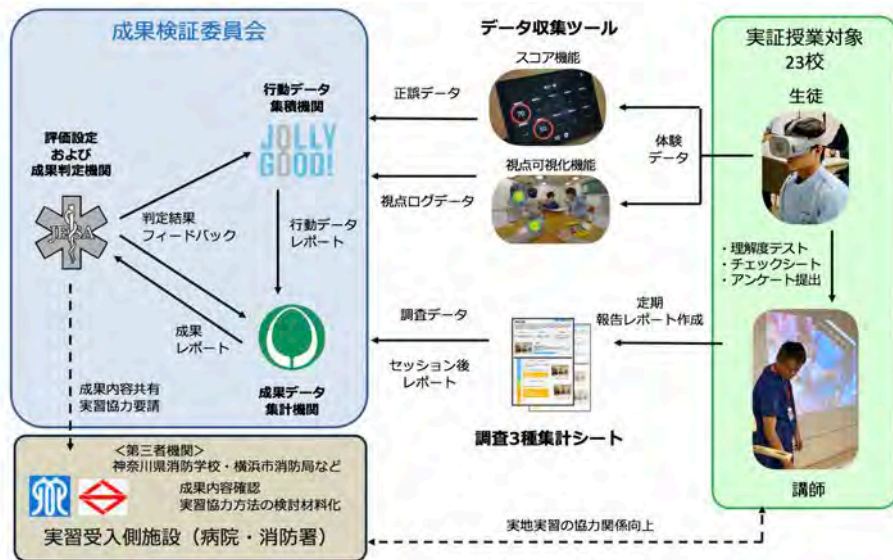 成果検証委員会
行動データ
集積機関
JOLLY
GOOD!
評価設定
および
成果判定機関
JESA
判定結果
フィードバック
行動データ
レポート
成果
レポート
成果データ
集計機関
成果内容共有
実習協力要請
データ収集ツール
スコア機能
正誤データ
視点可視化機能
視点ログデータ
体験
データ
調査データ
セッション後
レポート
定期
報告レポート作成
調査3種集計シート
実証授業対象
23校
生徒
・理解度テスト
・チェックシート
・アンケート提出
講師
<第三者機関>
神奈川県消防学校・横浜市消防局など
成果内容確認
実習協力方法の検討材料化
実習受入側施設（病院・消防署）
実地実習の協力関係向上